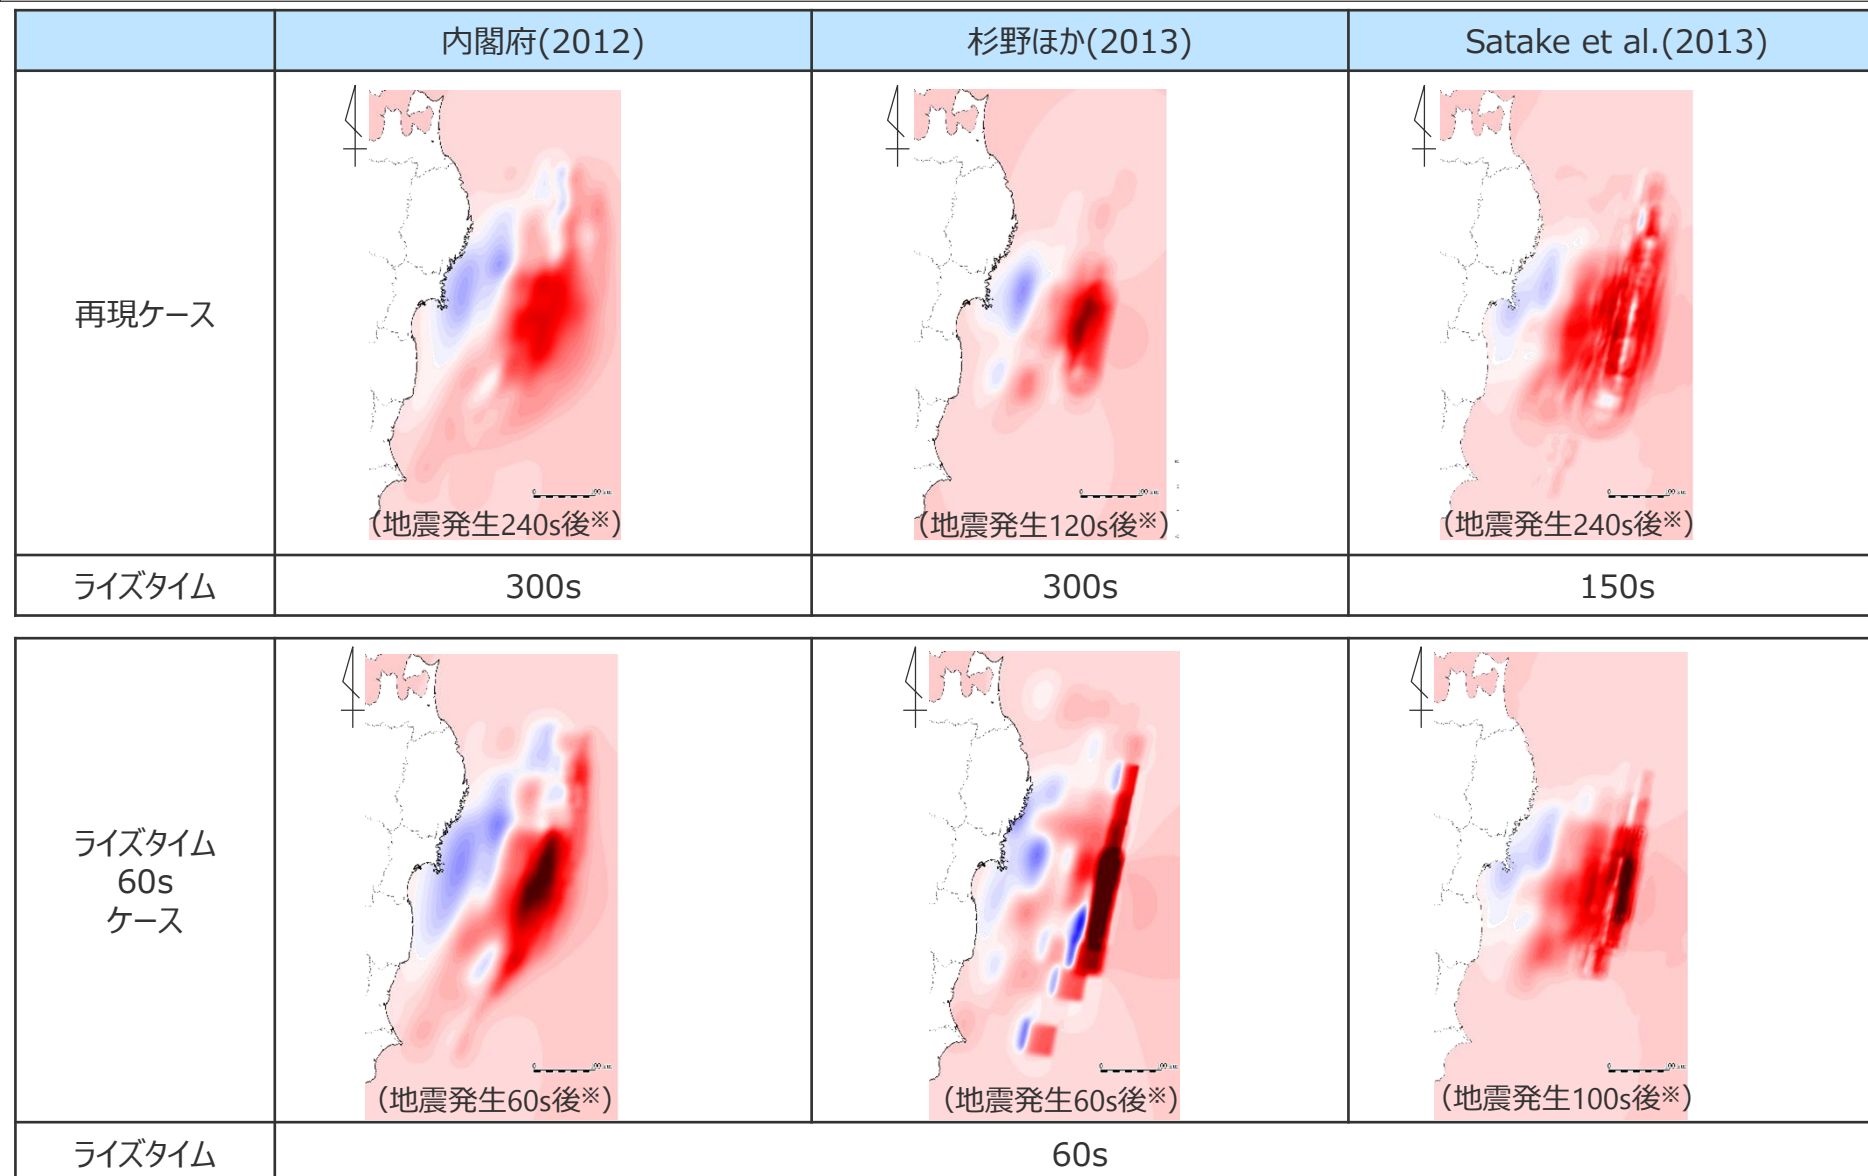 内閣府(2012)
杉野ほか(2013)
Satake et al.(2013)
再現ケース
(地震発生240s後※)
(地震発生120s後※)
(地震発生240s後※)
ライズタイム
300s
300s
150s
ライズタイム
60s
ケース
(地震発生60s後※)
(地震発生60s後※)
(地震発生100s後※)
ライズタイム
60s